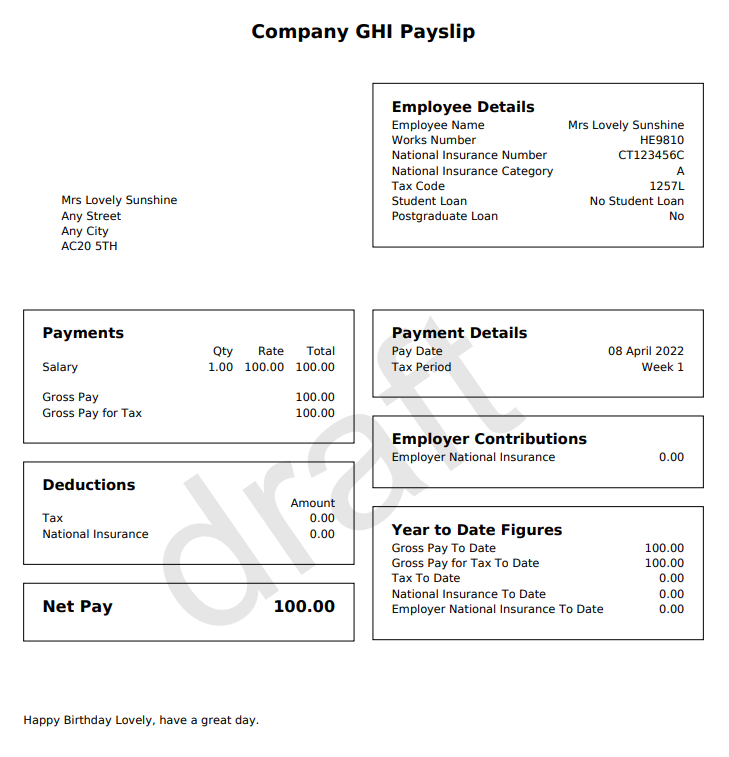 Company GHI Payslip
Employee Details
Employee Name Mrs Lovely Sunshine
Works Number HE9810
National Insurance Number CT123456C
National Insurance Category A
Tax Code 1257L
Student Loan No Student Loan
Postgraduate Loan No
Mrs Lovely Sunshine
Any Street
Any City
AC20 5TH
Payments
Qty Rate Total
Salary 1.00 100.00 100.00
Gross Pay 100.00
Gross Pay for Tax 100.00
Deductions
Amount
Tax 0.00
National Insurance 0.00
Net Pay 100.00
Payment Details
Pay Date 08 April 2022
Tax Period Week 1
Employer Contributions
Employer National Insurance 0.00
Year to Date Figures
Gross Pay To Date 100.00
Gross Pay for Tax To Date 100.00
Tax To Date 0.00
National Insurance To Date 0.00
Employer National Insurance To Date 0.00
draft
Happy Birthday Lovely, have a great day.